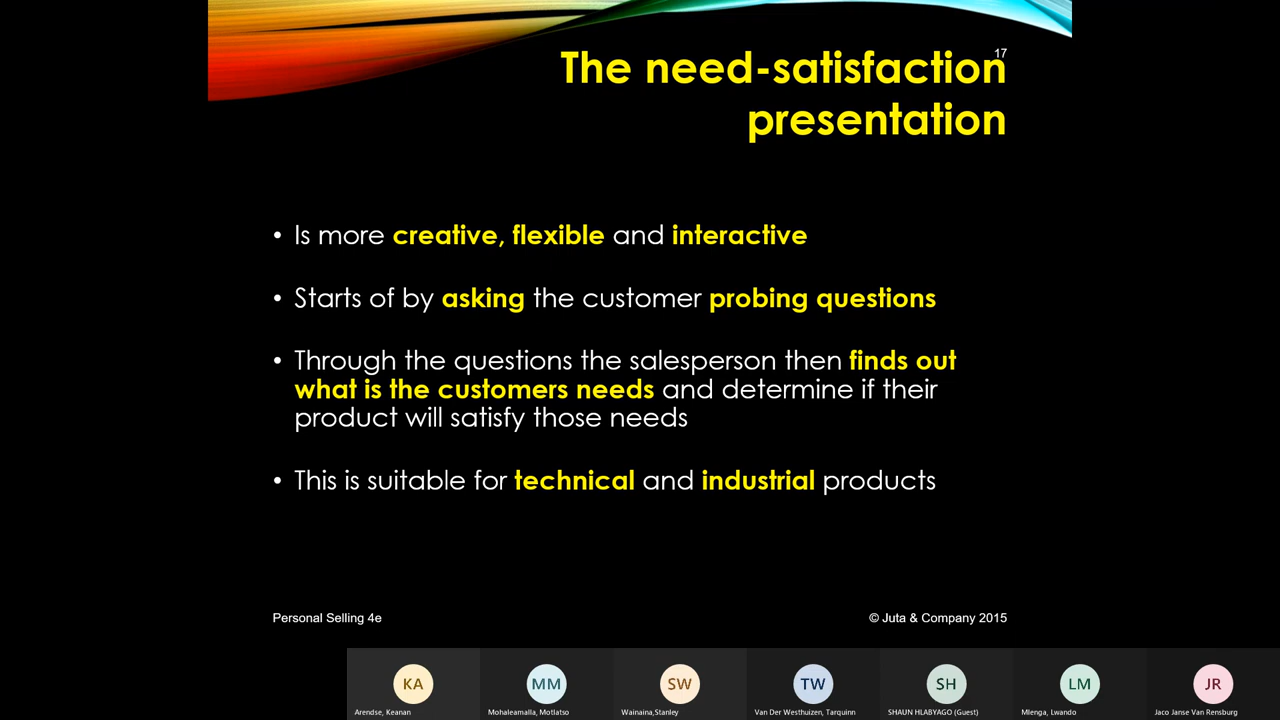 17
The need-satisfaction
presentation
• Is more creative, flexible and interactive
• Starts of by asking the customer probing questions
• Through the questions the salesperson then finds out
what is the customers needs and determine if their
product will satisfy those needs
• This is suitable for technical and industrial products
Personal Selling 4e
© Juta & Company 2015
KA
MM
SW
TW
SH
LM
JR
Arendse, Keanan
Mohaleamalla, Motlatso
Wainaina,Stanley
Van Der Westhuizen, Tarquinn
SHAUN HLABYAGO (Guest)
Mlenga, Lwando
Jaco Janse Van Rensburg